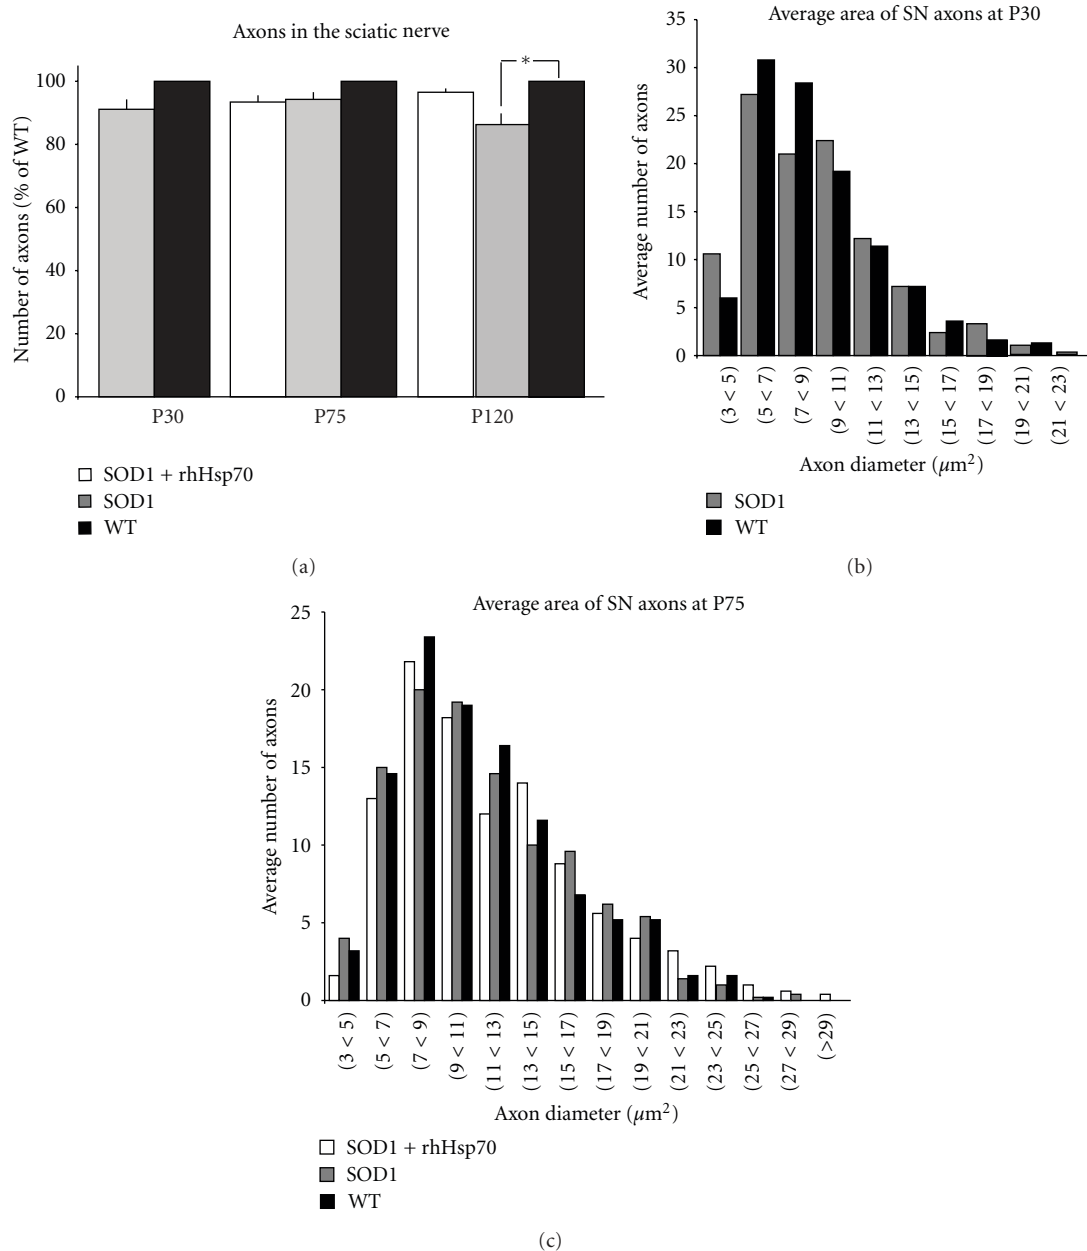 Axons in the sciatic nerve
Number of axons (% of WT)
100
80
60
40
20
0
*
P30
P75
P120
SOD1 + rhHsp70
SOD1
WT
(a)
Average area of SN axons at P30
Average number of axons
35
30
25
20
15
10
5
0
(3 < 5)
(5 < 7)
(7 < 9)
(9 < 11)
(11 < 13)
(13 < 15)
(15 < 17)
(17 < 19)
(19 < 21)
(21 < 23)
Axon diameter (μm²)
SOD1
WT
(b)
Average area of SN axons at P75
Average number of axons
25
20
15
10
5
0
(3 < 5)
(5 < 7)
(7 < 9)
(9 < 11)
(11 < 13)
(13 < 15)
(15 < 17)
(17 < 19)
(19 < 21)
(21 < 23)
(23 < 25)
(25 < 27)
(27 < 29)
(>29)
Axon diameter (μm²)
SOD1 + rhHsp70
SOD1
WT
(c)